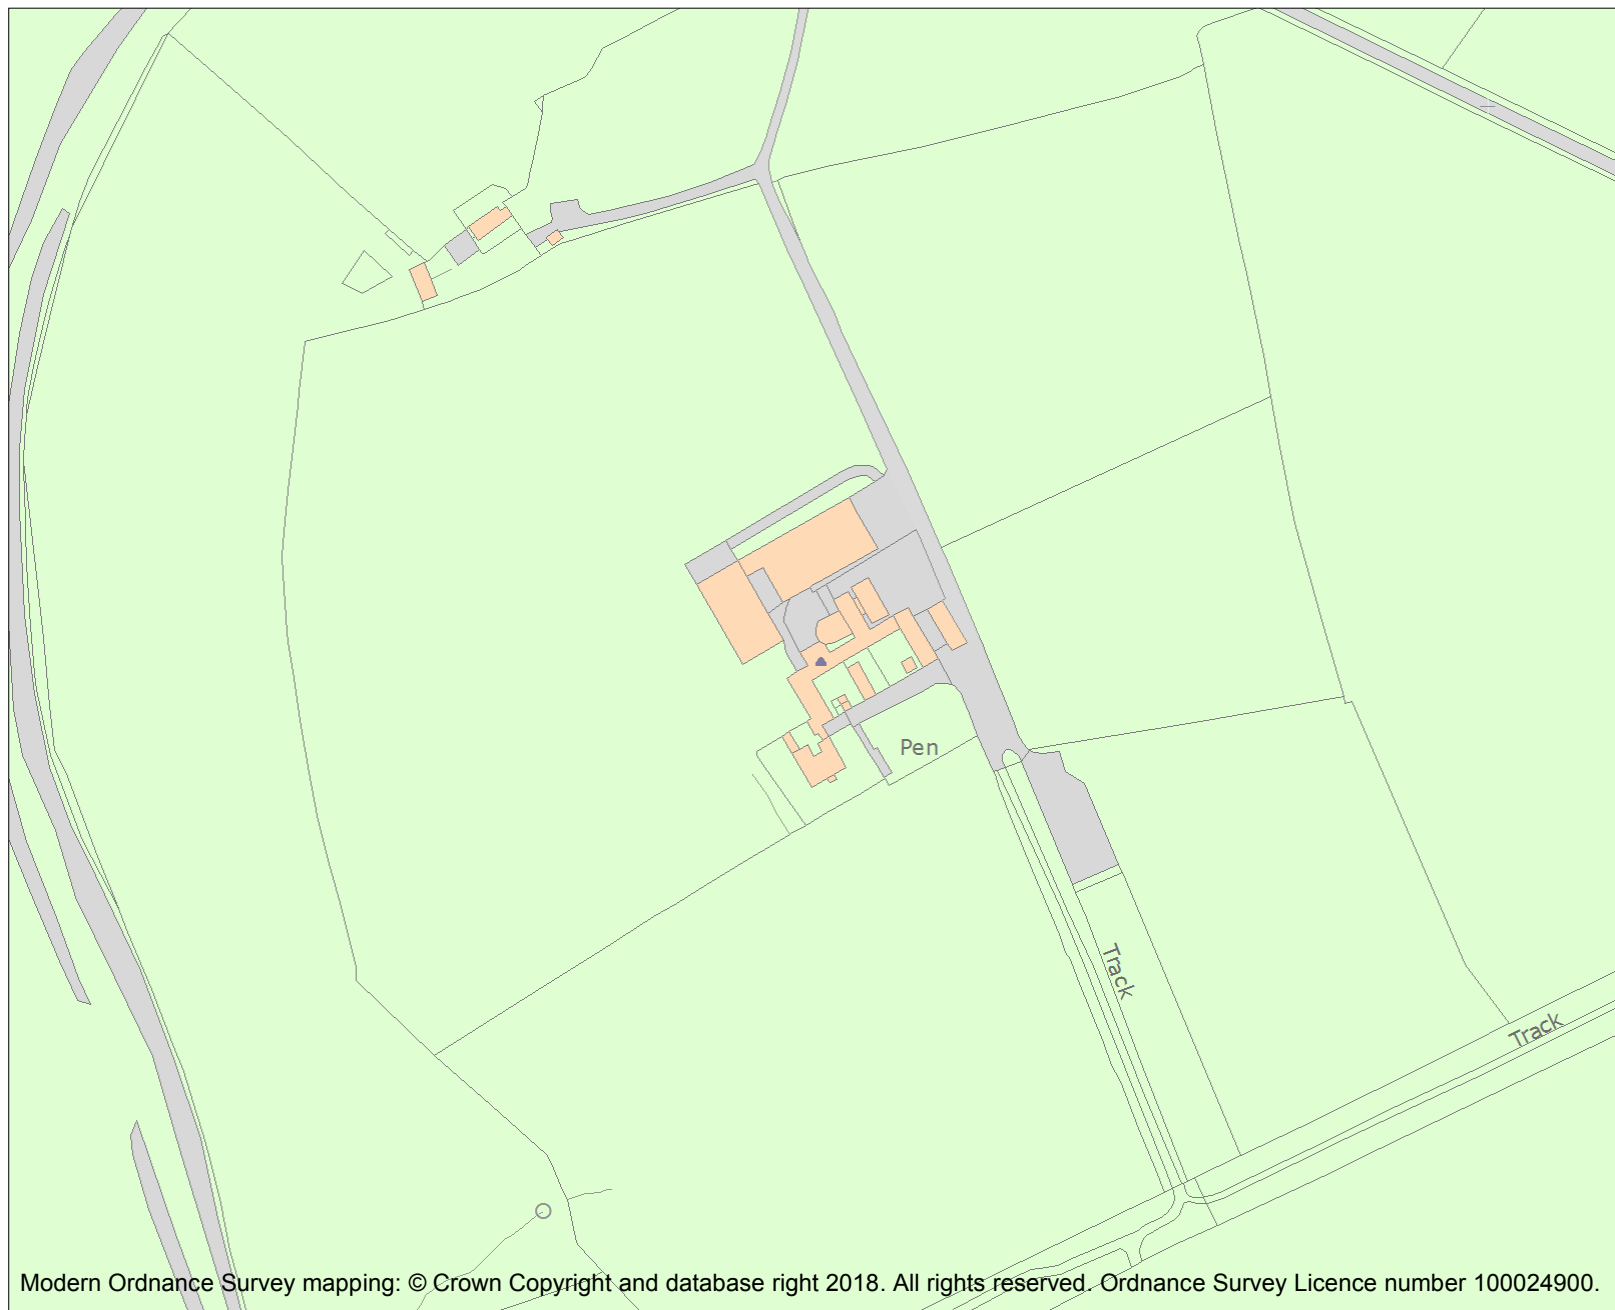 Pen
Track
Track
Modern Ordnance Survey mapping: © Crown Copyright and database right 2018. All rights reserved. Ordnance Survey Licence number 100024900.